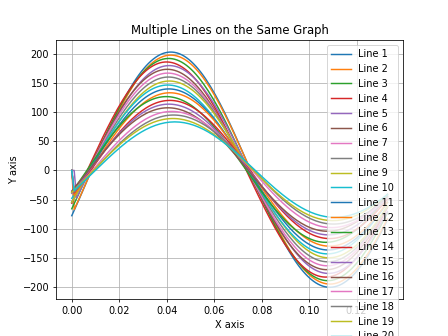 Multiple Lines on the Same Graph
200
150
100
50
0
−50
−100
−150
−200
Y axis
0.00
0.02
0.04
0.06
0.08
0.10
X axis
Line 1
Line 2
Line 3
Line 4
Line 5
Line 6
Line 7
Line 8
Line 9
Line 10
Line 11
Line 12
Line 13
Line 14
Line 15
Line 16
Line 17
Line 18
Line 19
Line 20